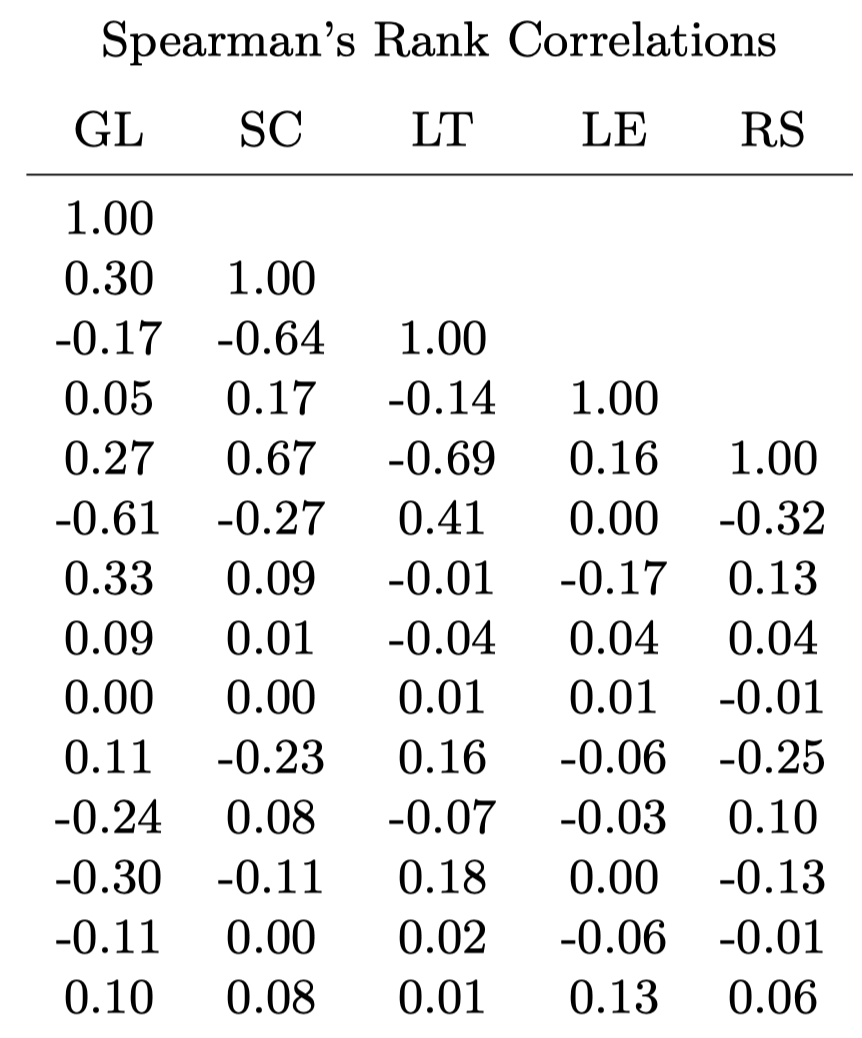 Spearman's Rank Correlations
GL SC LT LE RS
1.00
0.30 1.00
-0.17 -0.64 1.00
0.05 0.17 -0.14 1.00
0.27 0.67 -0.69 0.16 1.00
-0.61 -0.27 0.41 0.00 -0.32
0.33 0.09 -0.01 -0.17 0.13
0.09 0.01 -0.04 0.04 0.04
0.00 0.00 0.01 0.01 -0.01
0.11 -0.23 0.16 -0.06 -0.25
-0.24 0.08 -0.07 -0.03 0.10
-0.30 -0.11 0.18 0.00 -0.13
-0.11 0.00 0.02 -0.06 -0.01
0.10 0.08 0.01 0.13 0.06